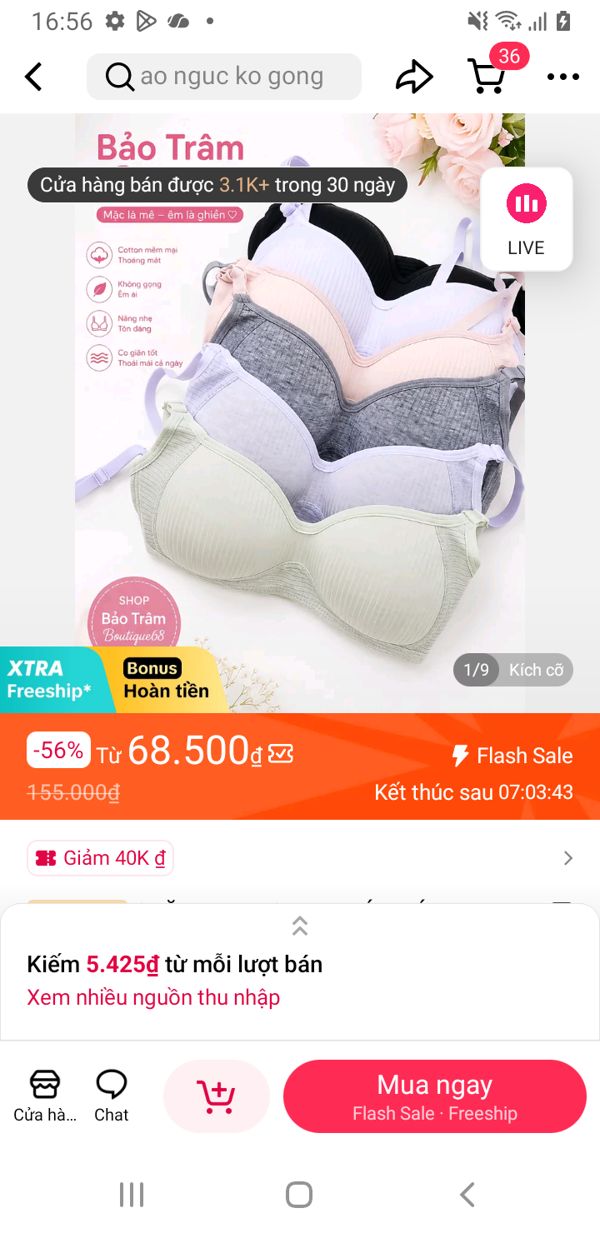 16:56
ao nguc ko gong
36
Bảo Trâm
Cửa hàng bán được 3.1K+ trong 30 ngày
Mặc là mê – êm là ghiền ♡
LIVE
Cotton mềm mại
Thoáng mát
Không gọng
Êm ái
Nâng nhẹ
Tôn dáng
Co giãn tốt
Thoải mái cả ngày
SHOP
Bảo Trâm
Boutique68
XTRA
Freeship*
Bonus
Hoàn tiền
1/9 Kích cỡ
-56% Từ 68.500₫
Flash Sale
155.000₫
Kết thúc sau 07:03:43
Giảm 40K ₫
Kiếm 5.425₫ từ mỗi lượt bán
Xem nhiều nguồn thu nhập
Cửa hà...
Chat
Mua ngay
Flash Sale · Freeship